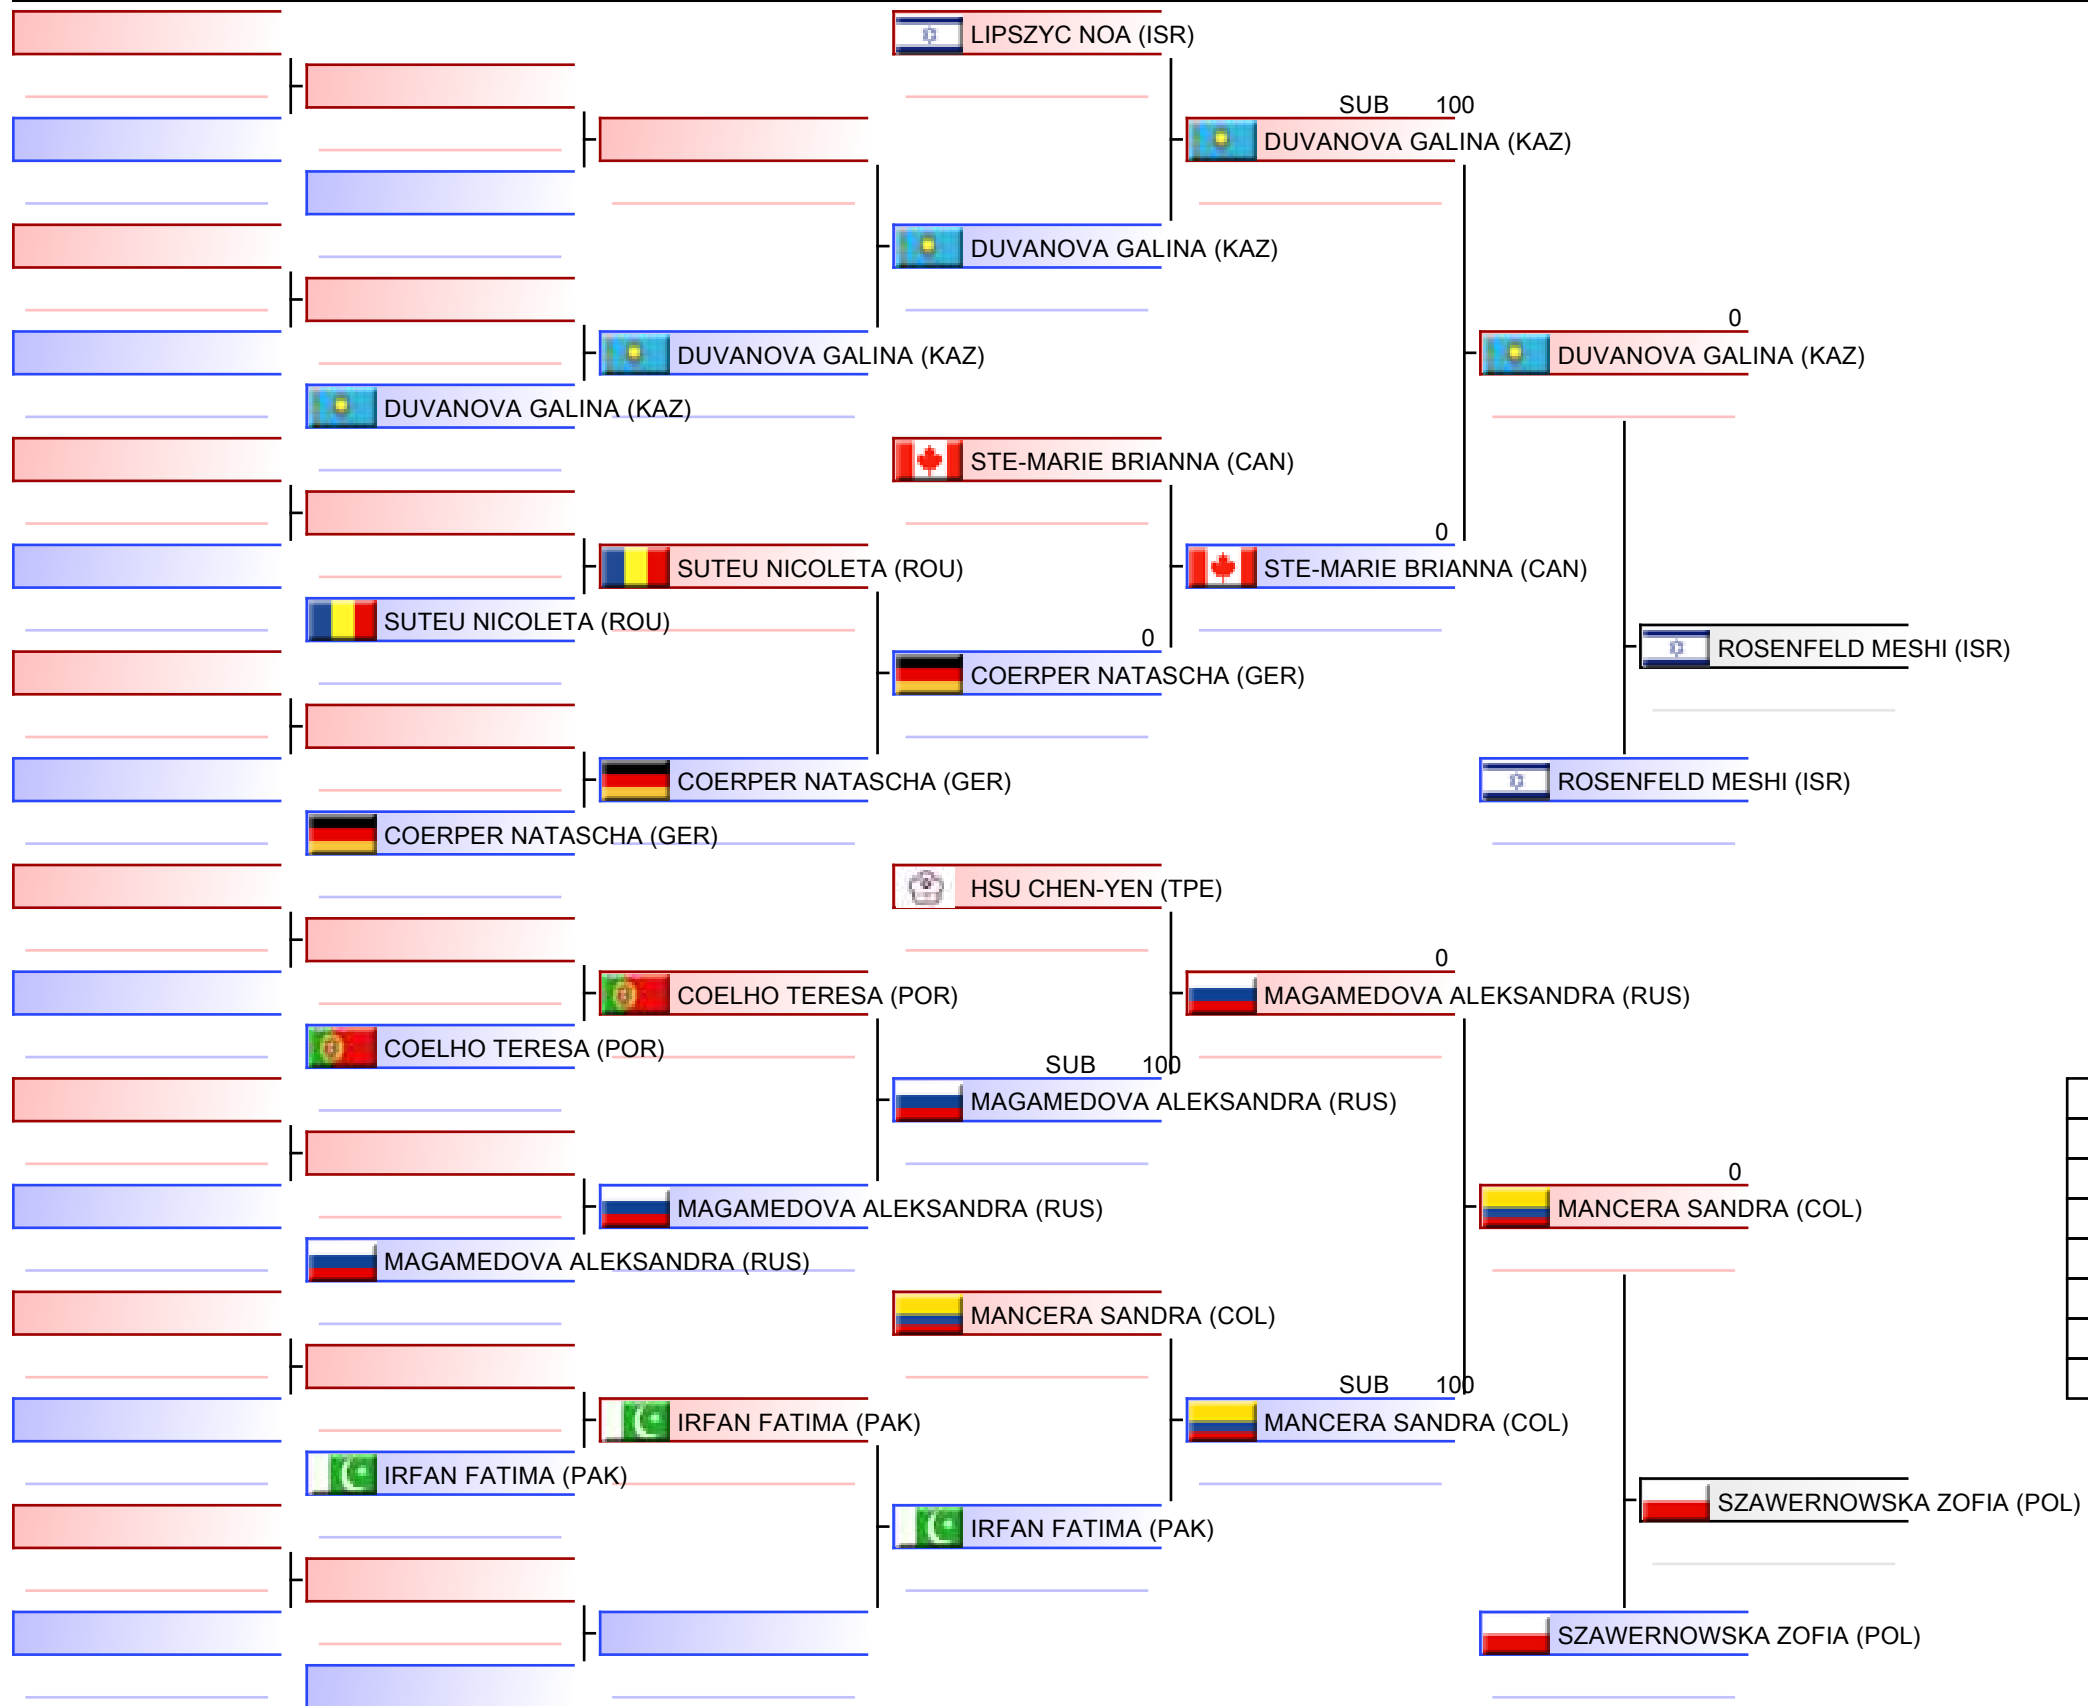 LIPSZYC NOA (ISR)
SUB 100
DUVANOVA GALINA (KAZ)
DUVANOVA GALINA (KAZ)
0
DUVANOVA GALINA (KAZ)
DUVANOVA GALINA (KAZ)
DUVANOVA GALINA (KAZ)
STE-MARIE BRIANNA (CAN)
0
SUTEU NICOLETA (ROU)
STE-MARIE BRIANNA (CAN)
SUTEU NICOLETA (ROU)
0
ROSENFELD MESHI (ISR)
COERPER NATASCHA (GER)
COERPER NATASCHA (GER)
ROSENFELD MESHI (ISR)
COERPER NATASCHA (GER)
HSU CHEN-YEN (TPE)
0
COELHO TERESA (POR)
MAGAMEDOVA ALEKSANDRA (RUS)
COELHO TERESA (POR)
SUB 100
MAGAMEDOVA ALEKSANDRA (RUS)
0
MAGAMEDOVA ALEKSANDRA (RUS)
MANCERA SANDRA (COL)
MAGAMEDOVA ALEKSANDRA (RUS)
MANCERA SANDRA (COL)
SUB 100
IRFAN FATIMA (PAK)
MANCERA SANDRA (COL)
IRFAN FATIMA (PAK)
SZAWERNOWSKA ZOFIA (POL)
IRFAN FATIMA (PAK)
SZAWERNOWSKA ZOFIA (POL)